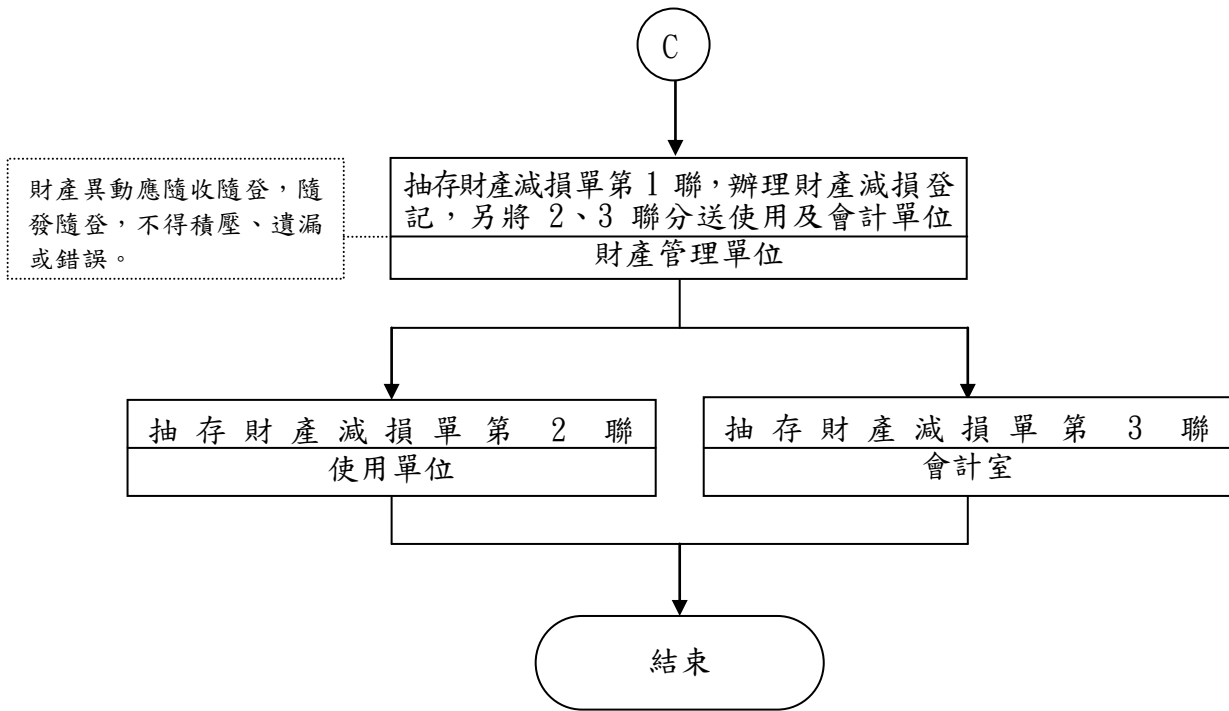 C
財產異動應隨收隨登，隨
發隨登，不得積壓、遺漏
或錯誤。
抽存財產減損單第1聯，辦理財產減損登
記，另將 2、3 聯分送使用及會計單位
財產管理單位
抽存財產減損單第 2 聯
使用單位
抽存財產減損單第 3 聯
會計室
結束